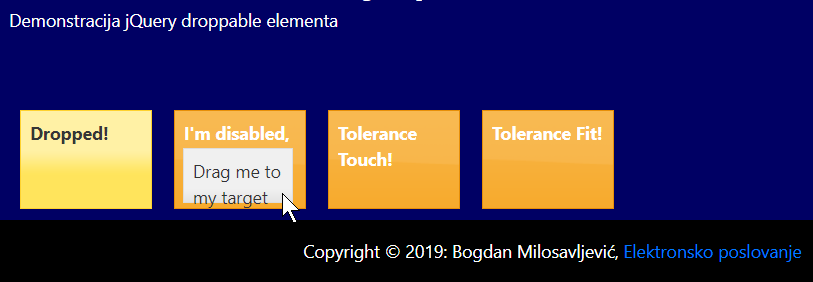 Demonstracija jQuery droppable elementa
Dropped!
I'm disabled,
Drag me to
my target
Tolerance
Touch!
Tolerance Fit!
Copyright © 2019: Bogdan Milosavljević, Elektronsko poslovanje